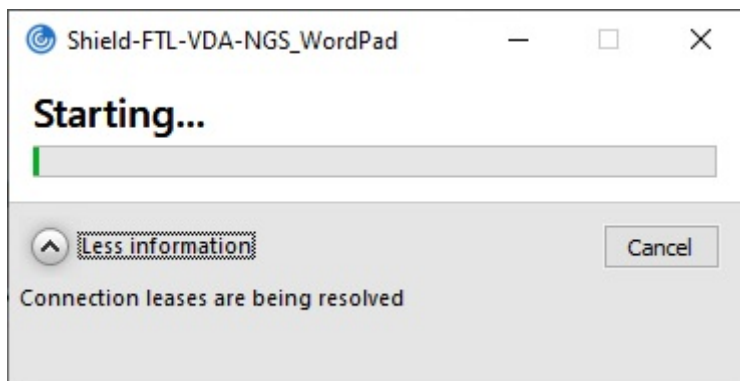 Shield-FTL-VDA-NGS_WordPad
Starting...
Less information
Cancel
Connection leases are being resolved